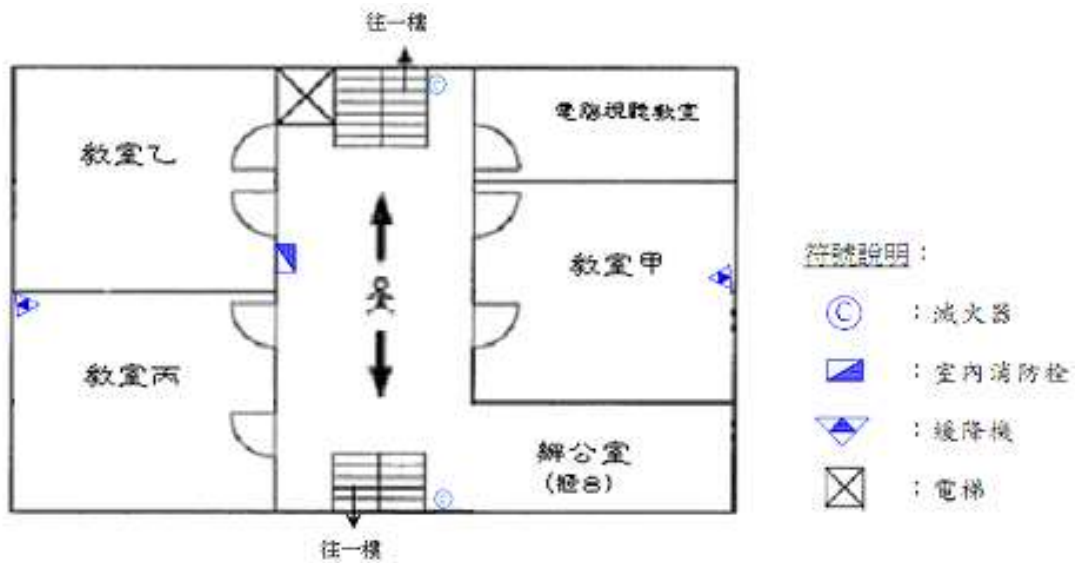 往一樓
教室乙
電腦視聽教室
教室甲
教室丙
辦公室
(櫃台)
往一樓
符號說明：
C：滅火器
：室內消防栓
：緩降機
：電梯